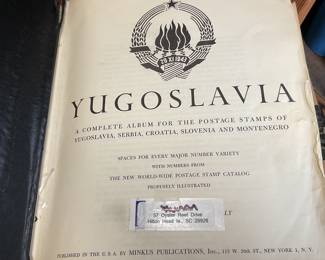 29·XI·1943
YUGOSLAVIA
A COMPLETE ALBUM FOR THE POSTAGE STAMPS OF
YUGOSLAVIA, SERBIA, CROATIA, SLOVENIA AND MONTENEGRO
SPACES FOR EVERY MAJOR NUMBER VARIETY
WITH NUMBERS FROM
THE NEW WORLD-WIDE POSTAGE STAMP CATALOG
PROFUSELY ILLUSTRATED
57 Oyster Reef Drive
Hilton Head Is., SC 29926
LY
PUBLISHED IN THE U.S.A. BY MINKUS PUBLICATIONS, Inc., 115 W. 30th ST., NEW YORK 1, N. Y.